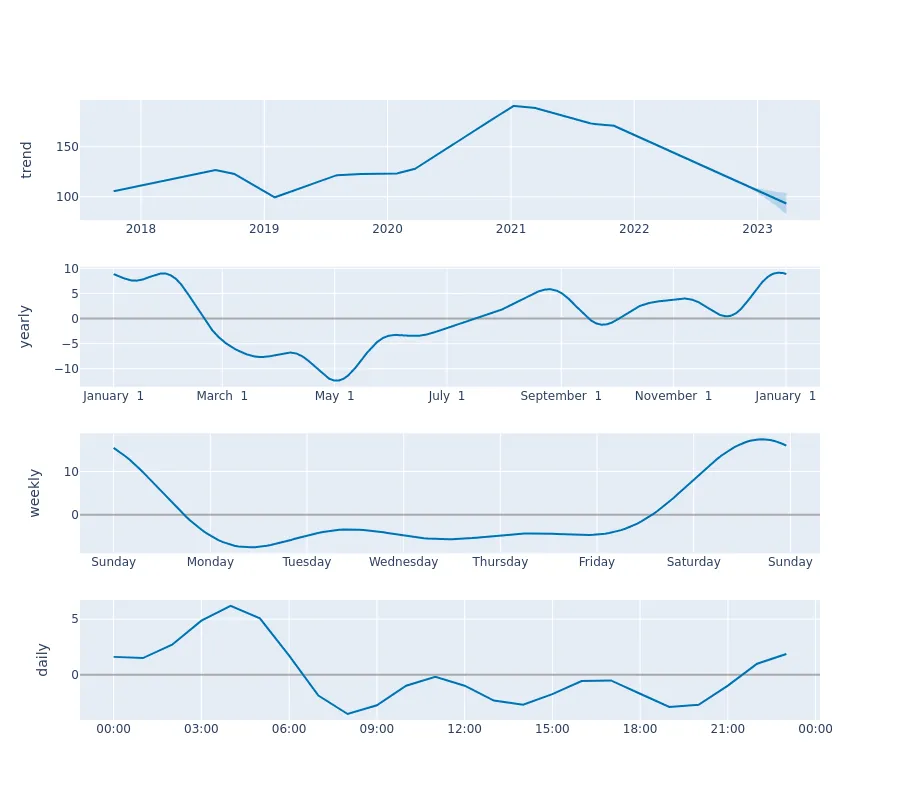 trend
150
100
2018 2019 2020 2021 2022 2023
yearly
10
5
0
−5
−10
January 1 March 1 May 1 July 1 September 1 November 1 January 1
weekly
10
0
Sunday Monday Tuesday Wednesday Thursday Friday Saturday Sunday
daily
5
0
00:00 03:00 06:00 09:00 12:00 15:00 18:00 21:00 00:00